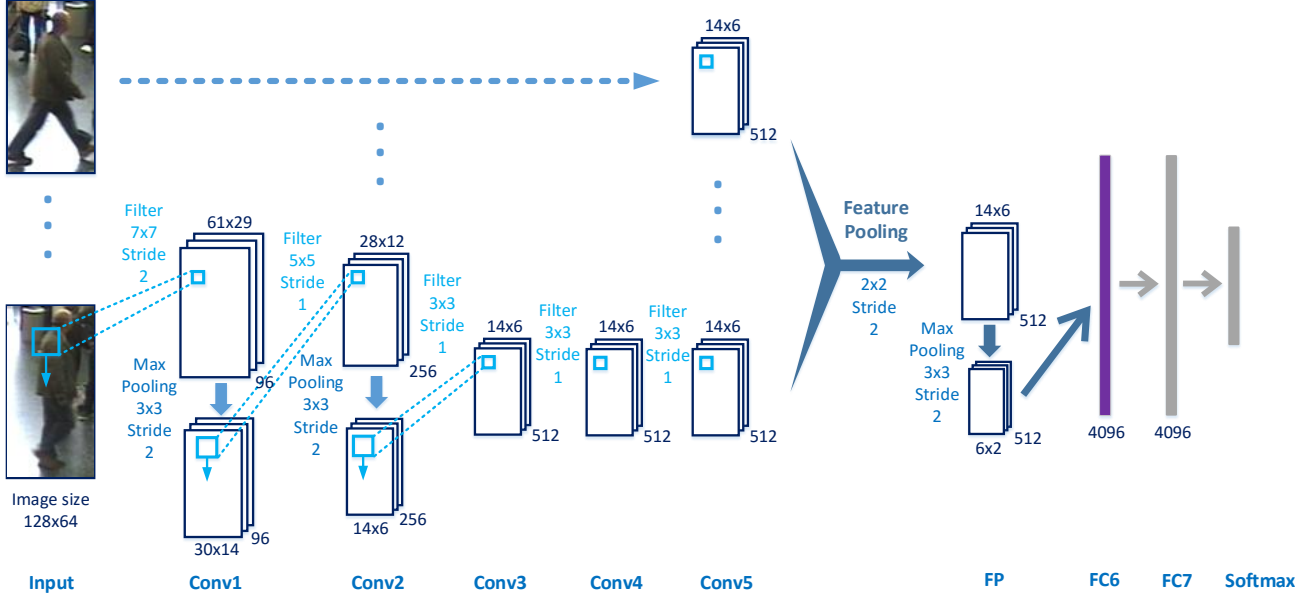 14x6
512
Filter
7x7
Stride
2
61x29
96
Filter
5x5
Stride
1
28x12
256
Filter
3x3
Stride
1
14x6
512
Filter
3x3
Stride
1
14x6
512
Filter
3x3
Stride
1
14x6
512
Feature
Pooling
2x2
Stride
2
14x6
512
Max
Pooling
3x3
Stride
2
30x14
96
Max
Pooling
3x3
Stride
2
14x6
256
Max
Pooling
3x3
Stride
2
6x2
512
4096
4096
Image size
128x64
Input
Conv1
Conv2
Conv3
Conv4
Conv5
FP
FC6
FC7
Softmax